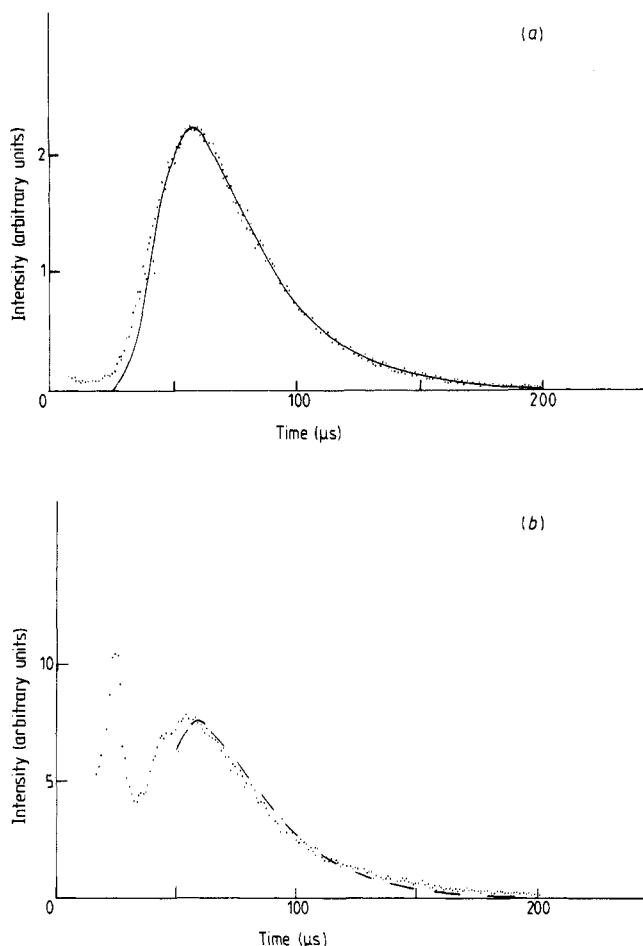 (a)
2
1
Intensity (arbitrary units)
0
100
200
Time (μs)
(b)
10
5
Intensity (arbitrary units)
0
100
200
Time (μs)